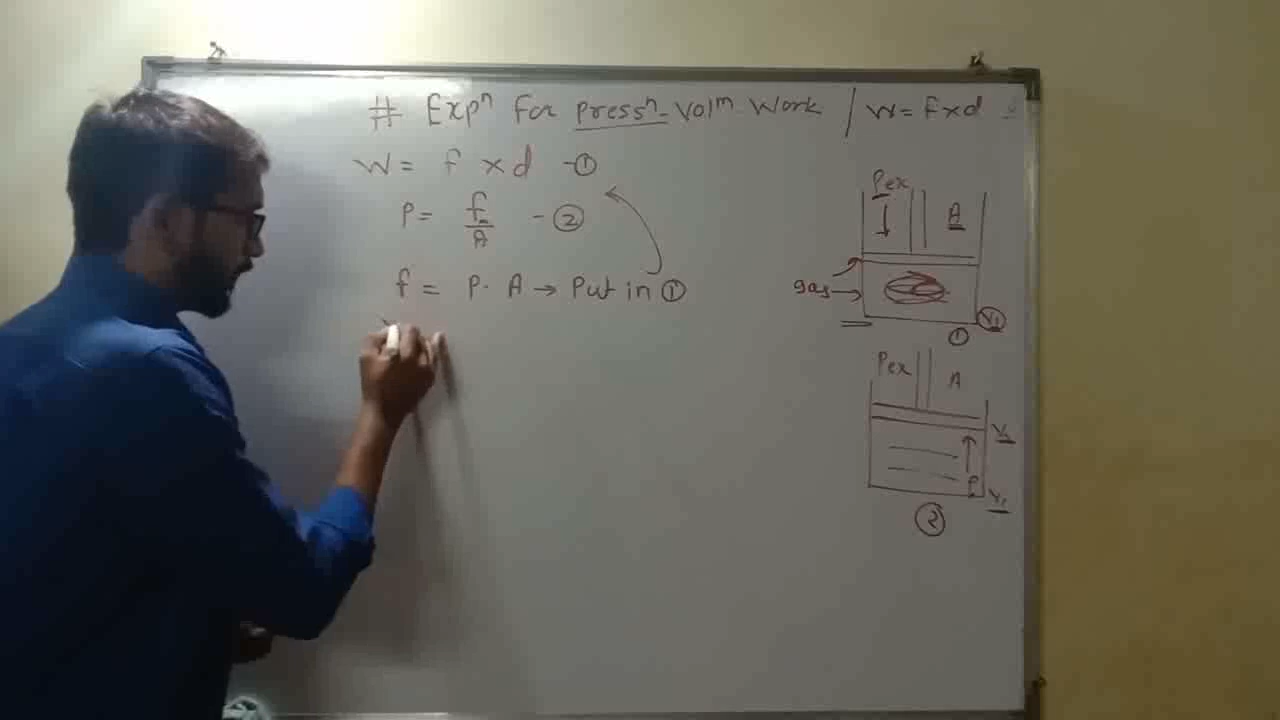 # Expⁿ For Pressⁿ- Volᵐ Work / W = f x d
W = f x d - ①
P = f/A - ②
f = P · A → Put in ①
Pex
A
gas →
V₁
①
Pex
A
V₂
P
V₁
②